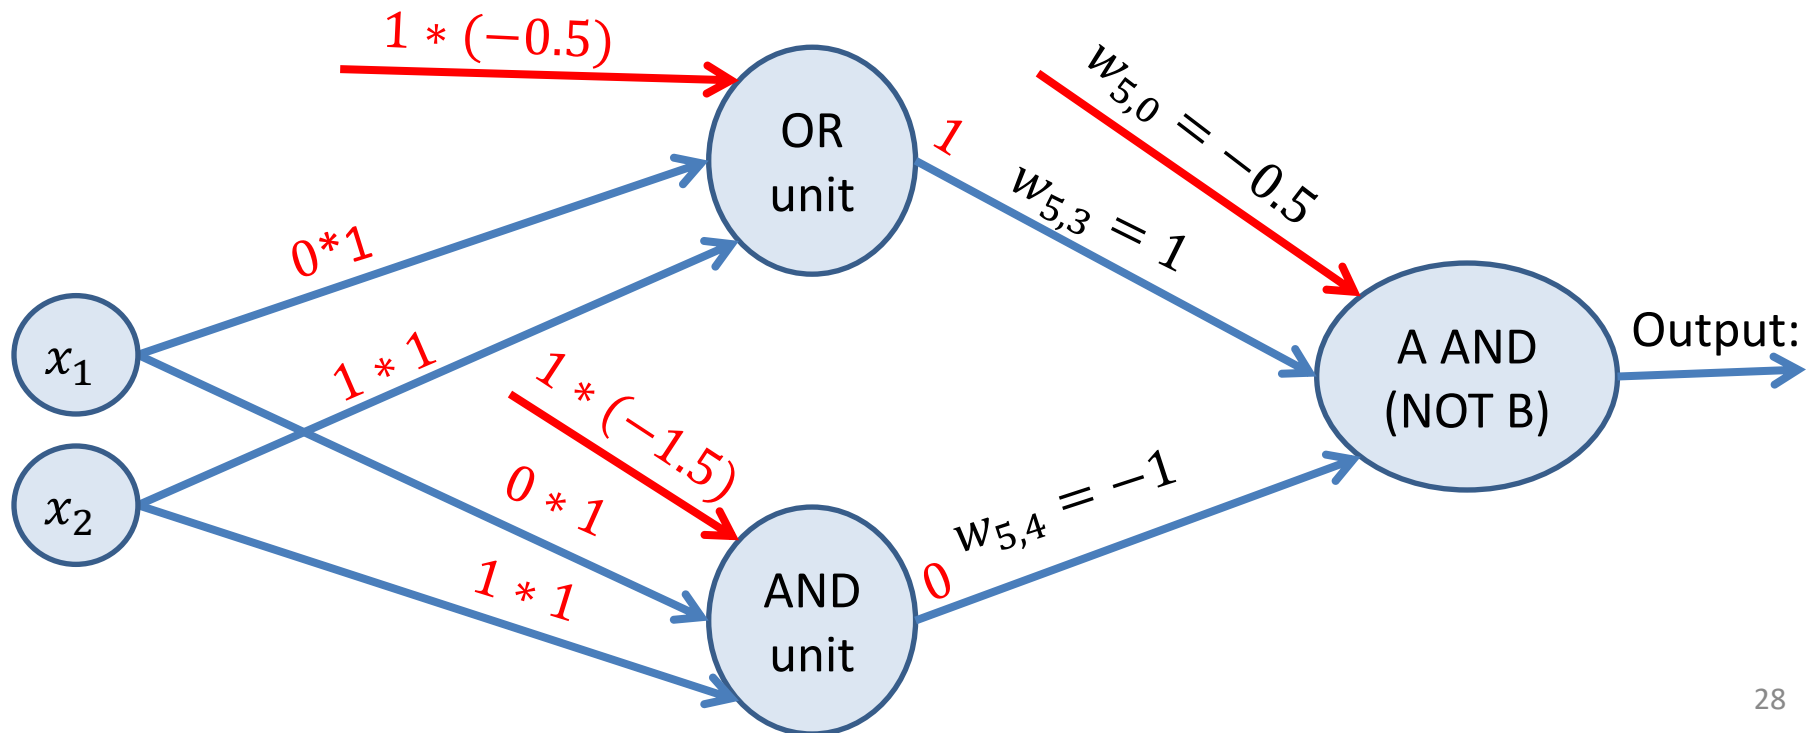 1 ∗ (−0.5)
OR
unit
1
w₅,₀ = −0.5
w₅,₃ = 1
0*1
x₁
1 ∗ 1
1 ∗ (−1.5)
A AND
(NOT B)
Output:
x₂
0 ∗ 1
1 ∗ 1
AND
unit
0
w₅,₄ = −1
28